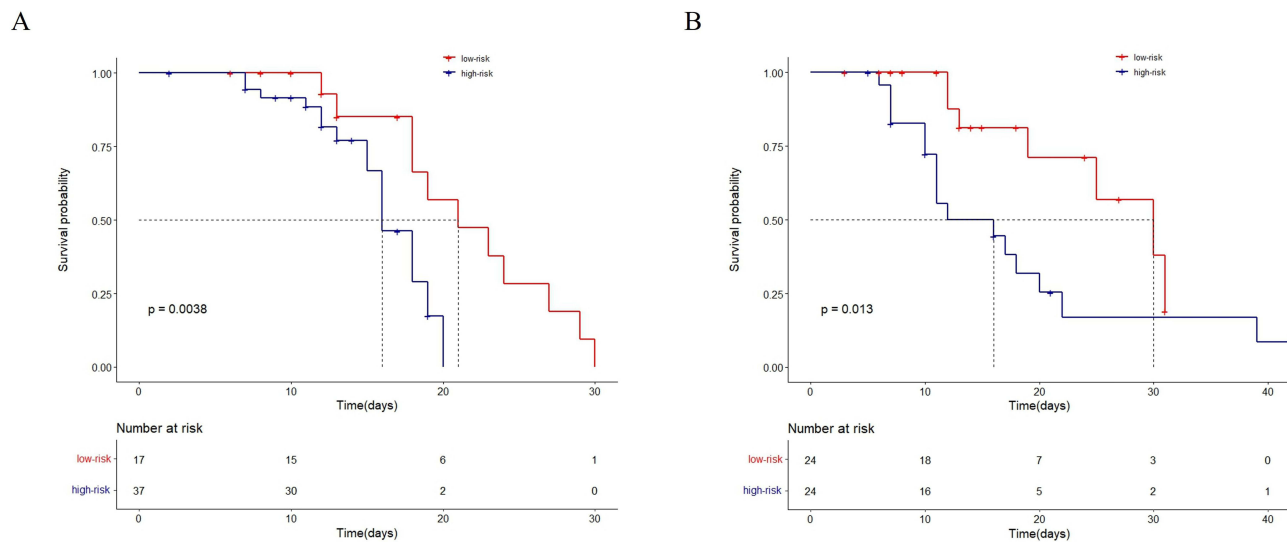 A
low-risk
high-risk
1.00
0.75
0.50
0.25
0.00
Survival probability
p = 0.0038
0 10 20 30
Time(days)
Number at risk
low-risk 17 15 6 1
high-risk 37 30 2 0
0 10 20 30
Time(days)
B
low-risk
high-risk
1.00
0.75
0.50
0.25
0.00
Survival probability
p = 0.013
0 10 20 30 40
Time(days)
Number at risk
low-risk 24 18 7 3 0
high-risk 24 16 5 2 1
0 10 20 30 40
Time(days)